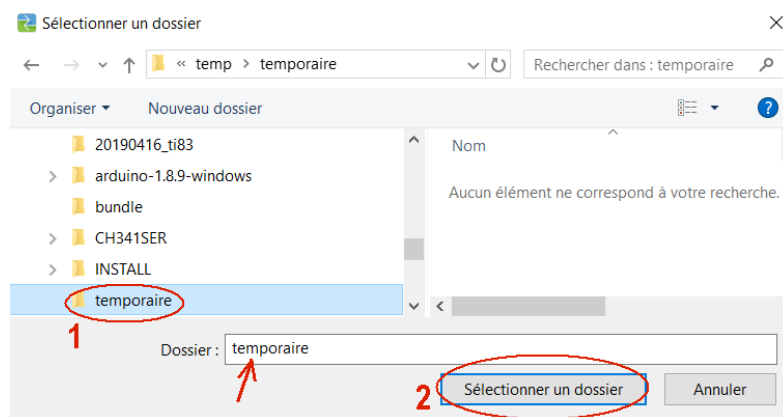 Sélectionner un dossier
« temp > temporaire
Rechercher dans : temporaire
Organiser
Nouveau dossier
?
20190416_ti83
arduino-1.8.9-windows
bundle
CH341SER
INSTALL
temporaire
1
Nom
Aucun élément ne correspond à votre recherche.
Dossier : temporaire
2
Sélectionner un dossier
Annuler